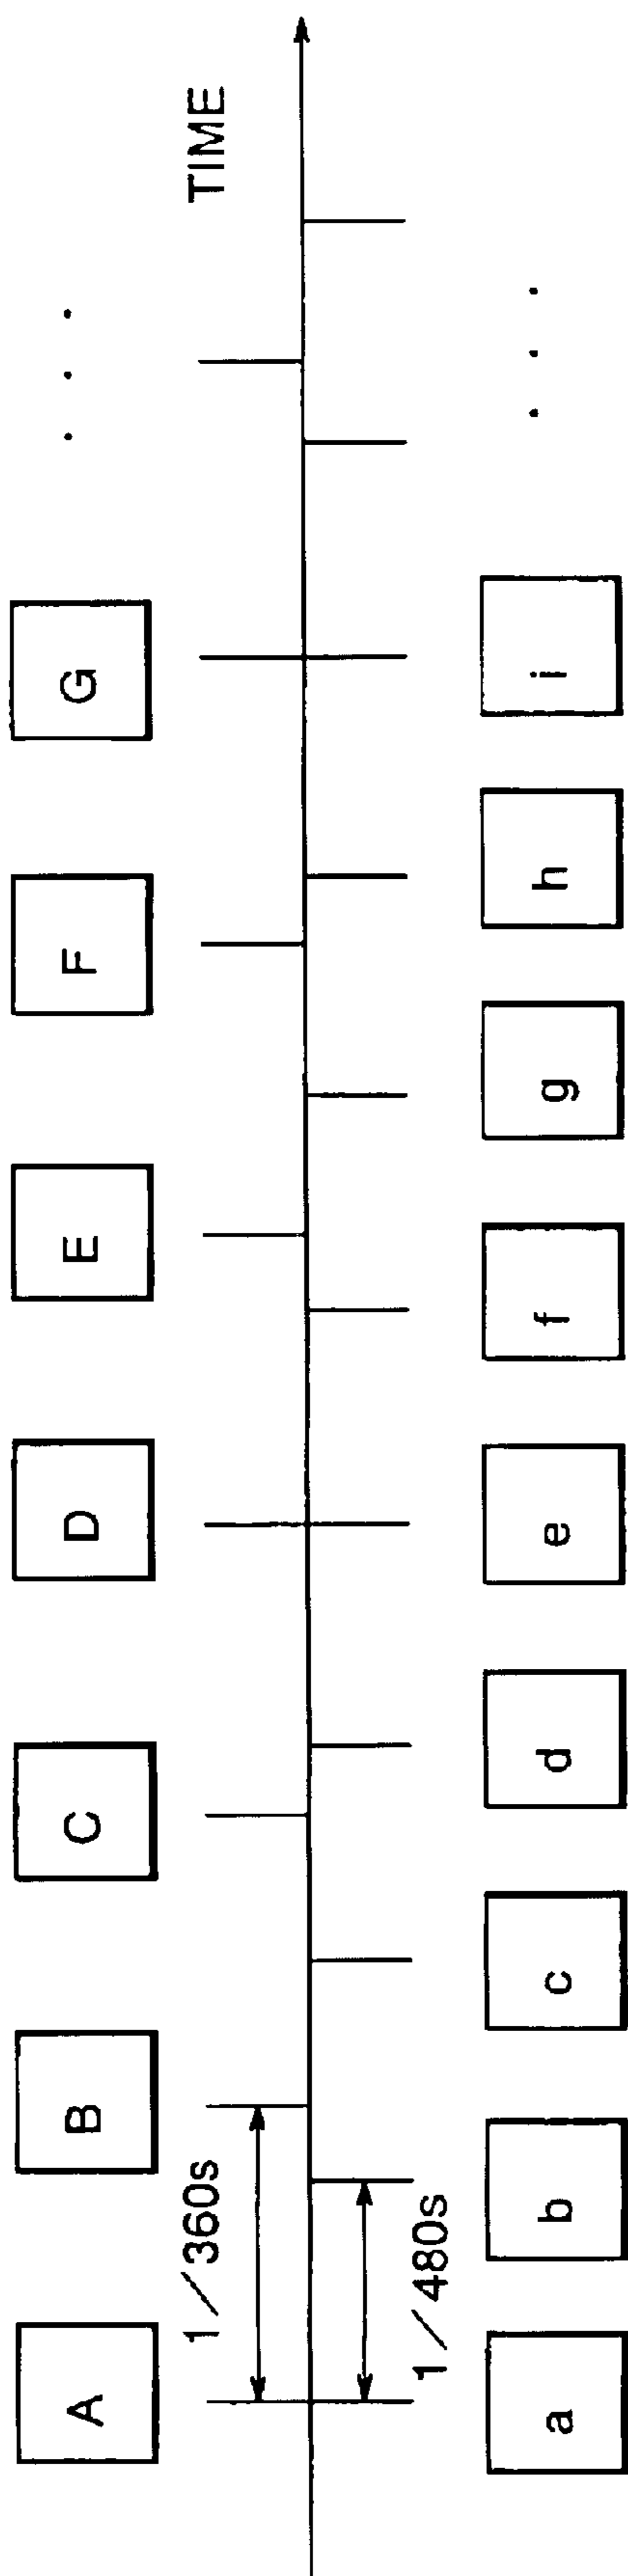 A B C D E F G . . .
TIME
1/360s
1/480s
a b c d e f g h i . . .